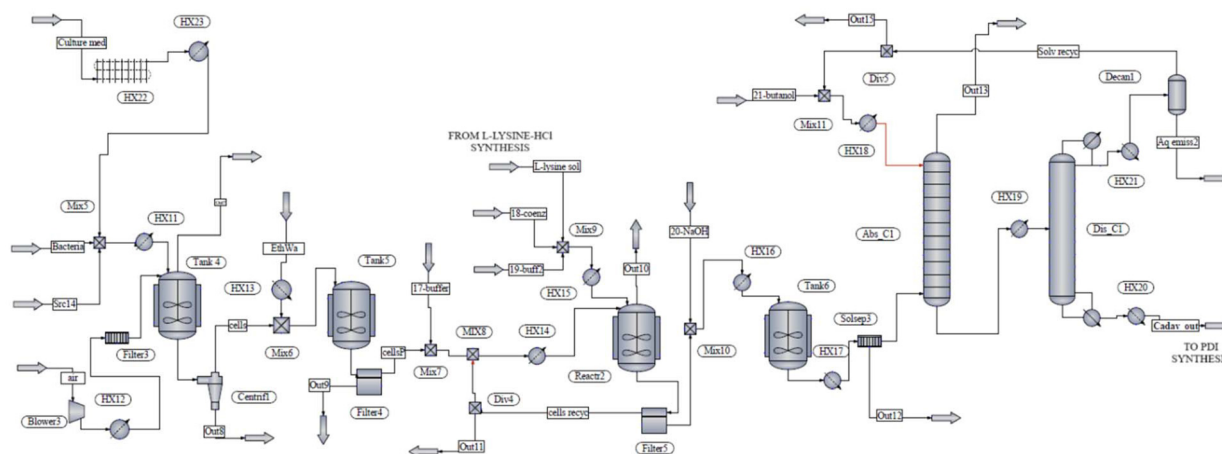 Culture med
HX23
HX22
Mix5
HX11
Bacteria
Src14
Tank 4
Filter3
air
HX12
Blower3
Centrif1
Out8
cells
HX13
EthWa
Mix6
Tank5
Out9
Filter4
cellsP
17-buffer
Mix7
MIX8
HX14
Div4
Out11
cells recyc
Filter5
FROM L-LYSINE-HCl
SYNTHESIS
L-lysine sol
18-coenz
19-buff2
Mix9
HX15
Out10
Reactr2
20-NaOH
Mix10
HX16
Tank6
HX17
Solsep3
Out12
21-butanol
Mix11
HX18
Out15
Div5
Solv recyc
Out13
Abs_C1
HX19
Dis_C1
HX21
Decan1
Aq emiss2
HX20
Cadav out
TO PDI
SYNTHESIS